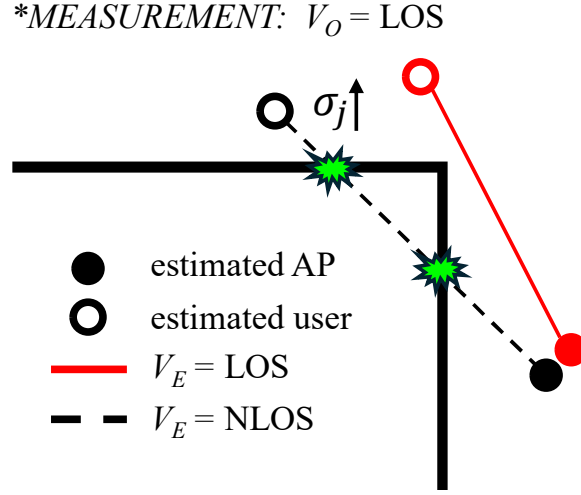 *MEASUREMENT: V_O = LOS
σ_j ↑
estimated AP
estimated user
V_E = LOS
V_E = NLOS